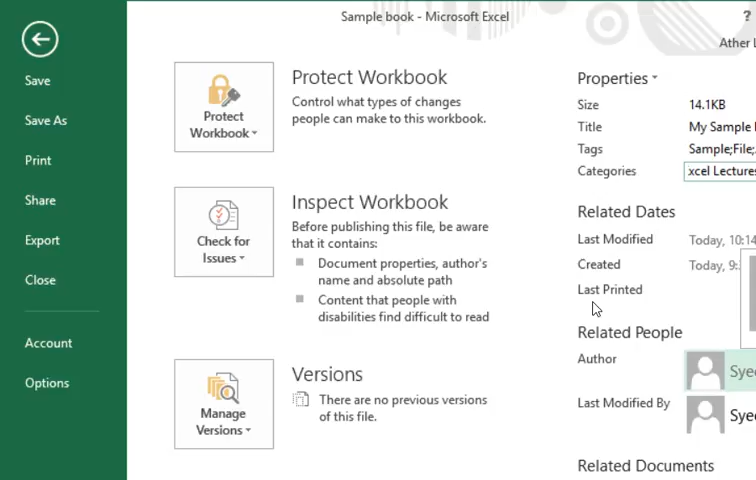 Sample book - Microsoft Excel
?
Ather L
Save
Save As
Print
Share
Export
Close
Account
Options
Protect
Workbook
Protect Workbook
Control what types of changes
people can make to this workbook.
Check for
Issues
Inspect Workbook
Before publishing this file, be aware
that it contains:
Document properties, author's
name and absolute path
Content that people with
disabilities find difficult to read
Manage
Versions
Versions
There are no previous versions
of this file.
Properties
Size 14.1KB
Title My Sample
Tags Sample;File;
Categories xcel Lectures
Related Dates
Last Modified Today, 10:14
Created Today, 9:
Last Printed
Related People
Author Syed
Last Modified By Sye
Related Documents